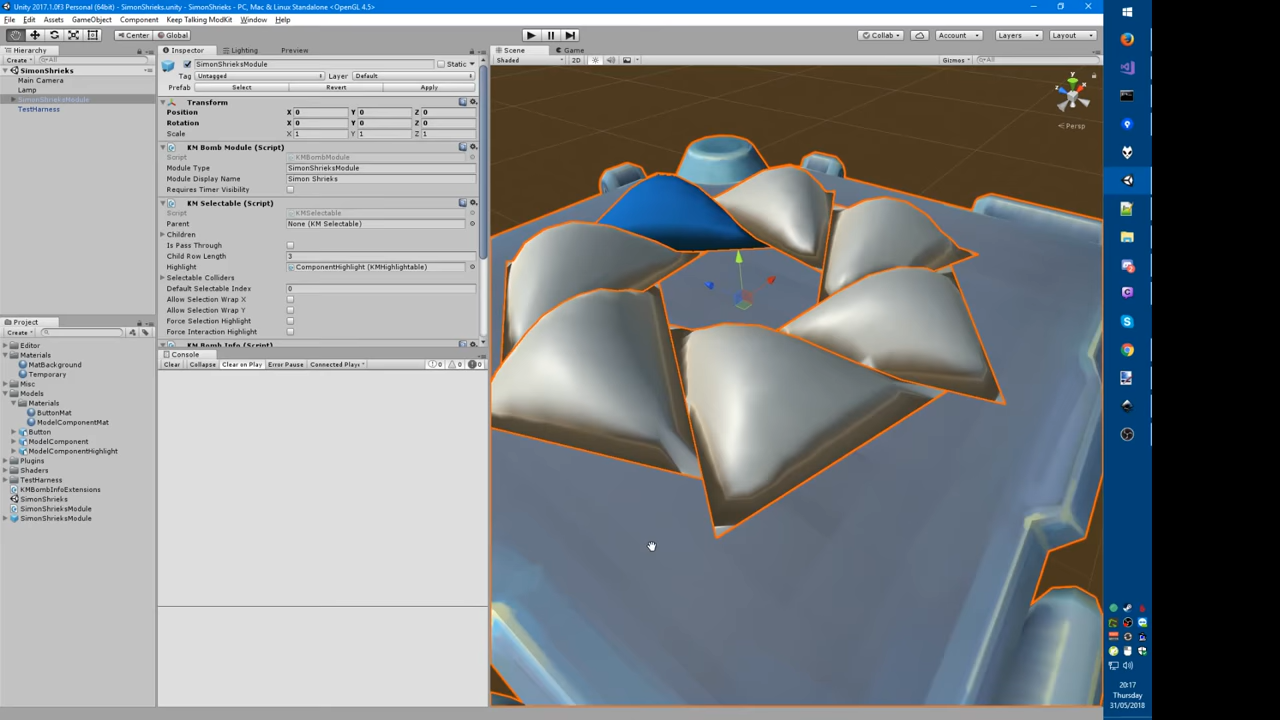 Unity 2017.1.0f3 Personal (64bit) - SimonShrieks.unity - SimonShrieks - PC, Mac & Linux Standalone <OpenGL 4.5>
File Edit Assets GameObject Component Keep Talking ModKit Window Help
Center Global Collab Account Layers Layout
Hierarchy
Create All
SimonShrieks
Main Camera
Lamp
SimonShrieksModule
TestHarness
Project
Create
Editor
Materials
MatBackground
Temporary
Misc
Models
Materials
ButtonMat
ModelComponentMat
Button
ModelComponent
ModelComponentHighlight
Plugins
Shaders
TestHarness
KMBombInfoExtensions
SimonShrieks
SimonShrieksModule
SimonShrieksModule
Inspector Lighting Preview
SimonShrieksModule Static
Tag Untagged Layer Default
Prefab Select Revert Apply
Transform
Position X 0 Y 0 Z 0
Rotation X 0 Y 0 Z 0
Scale X 1 Y 1 Z 1
KM Bomb Module (Script)
Script KMBombModule
Module Type SimonShrieksModule
Module Display Name Simon Shrieks
Requires Timer Visibility
KM Selectable (Script)
Script KMSelectable
Parent None (KM Selectable)
Children
Is Pass Through
Child Row Length 3
Highlight ComponentHighlight (KMHighlightable)
Selectable Colliders
Default Selectable Index 0
Allow Selection Wrap X
Allow Selection Wrap Y
Force Selection Highlight
Force Interaction Highlight
KM Bomb Info (Script)
Console
Clear Collapse Clear on Play Error Pause Connected Play 0 0 0
Scene Game
Shaded 2D Gizmos All
y
x
z
Persp
20:17
Thursday
31/05/2018